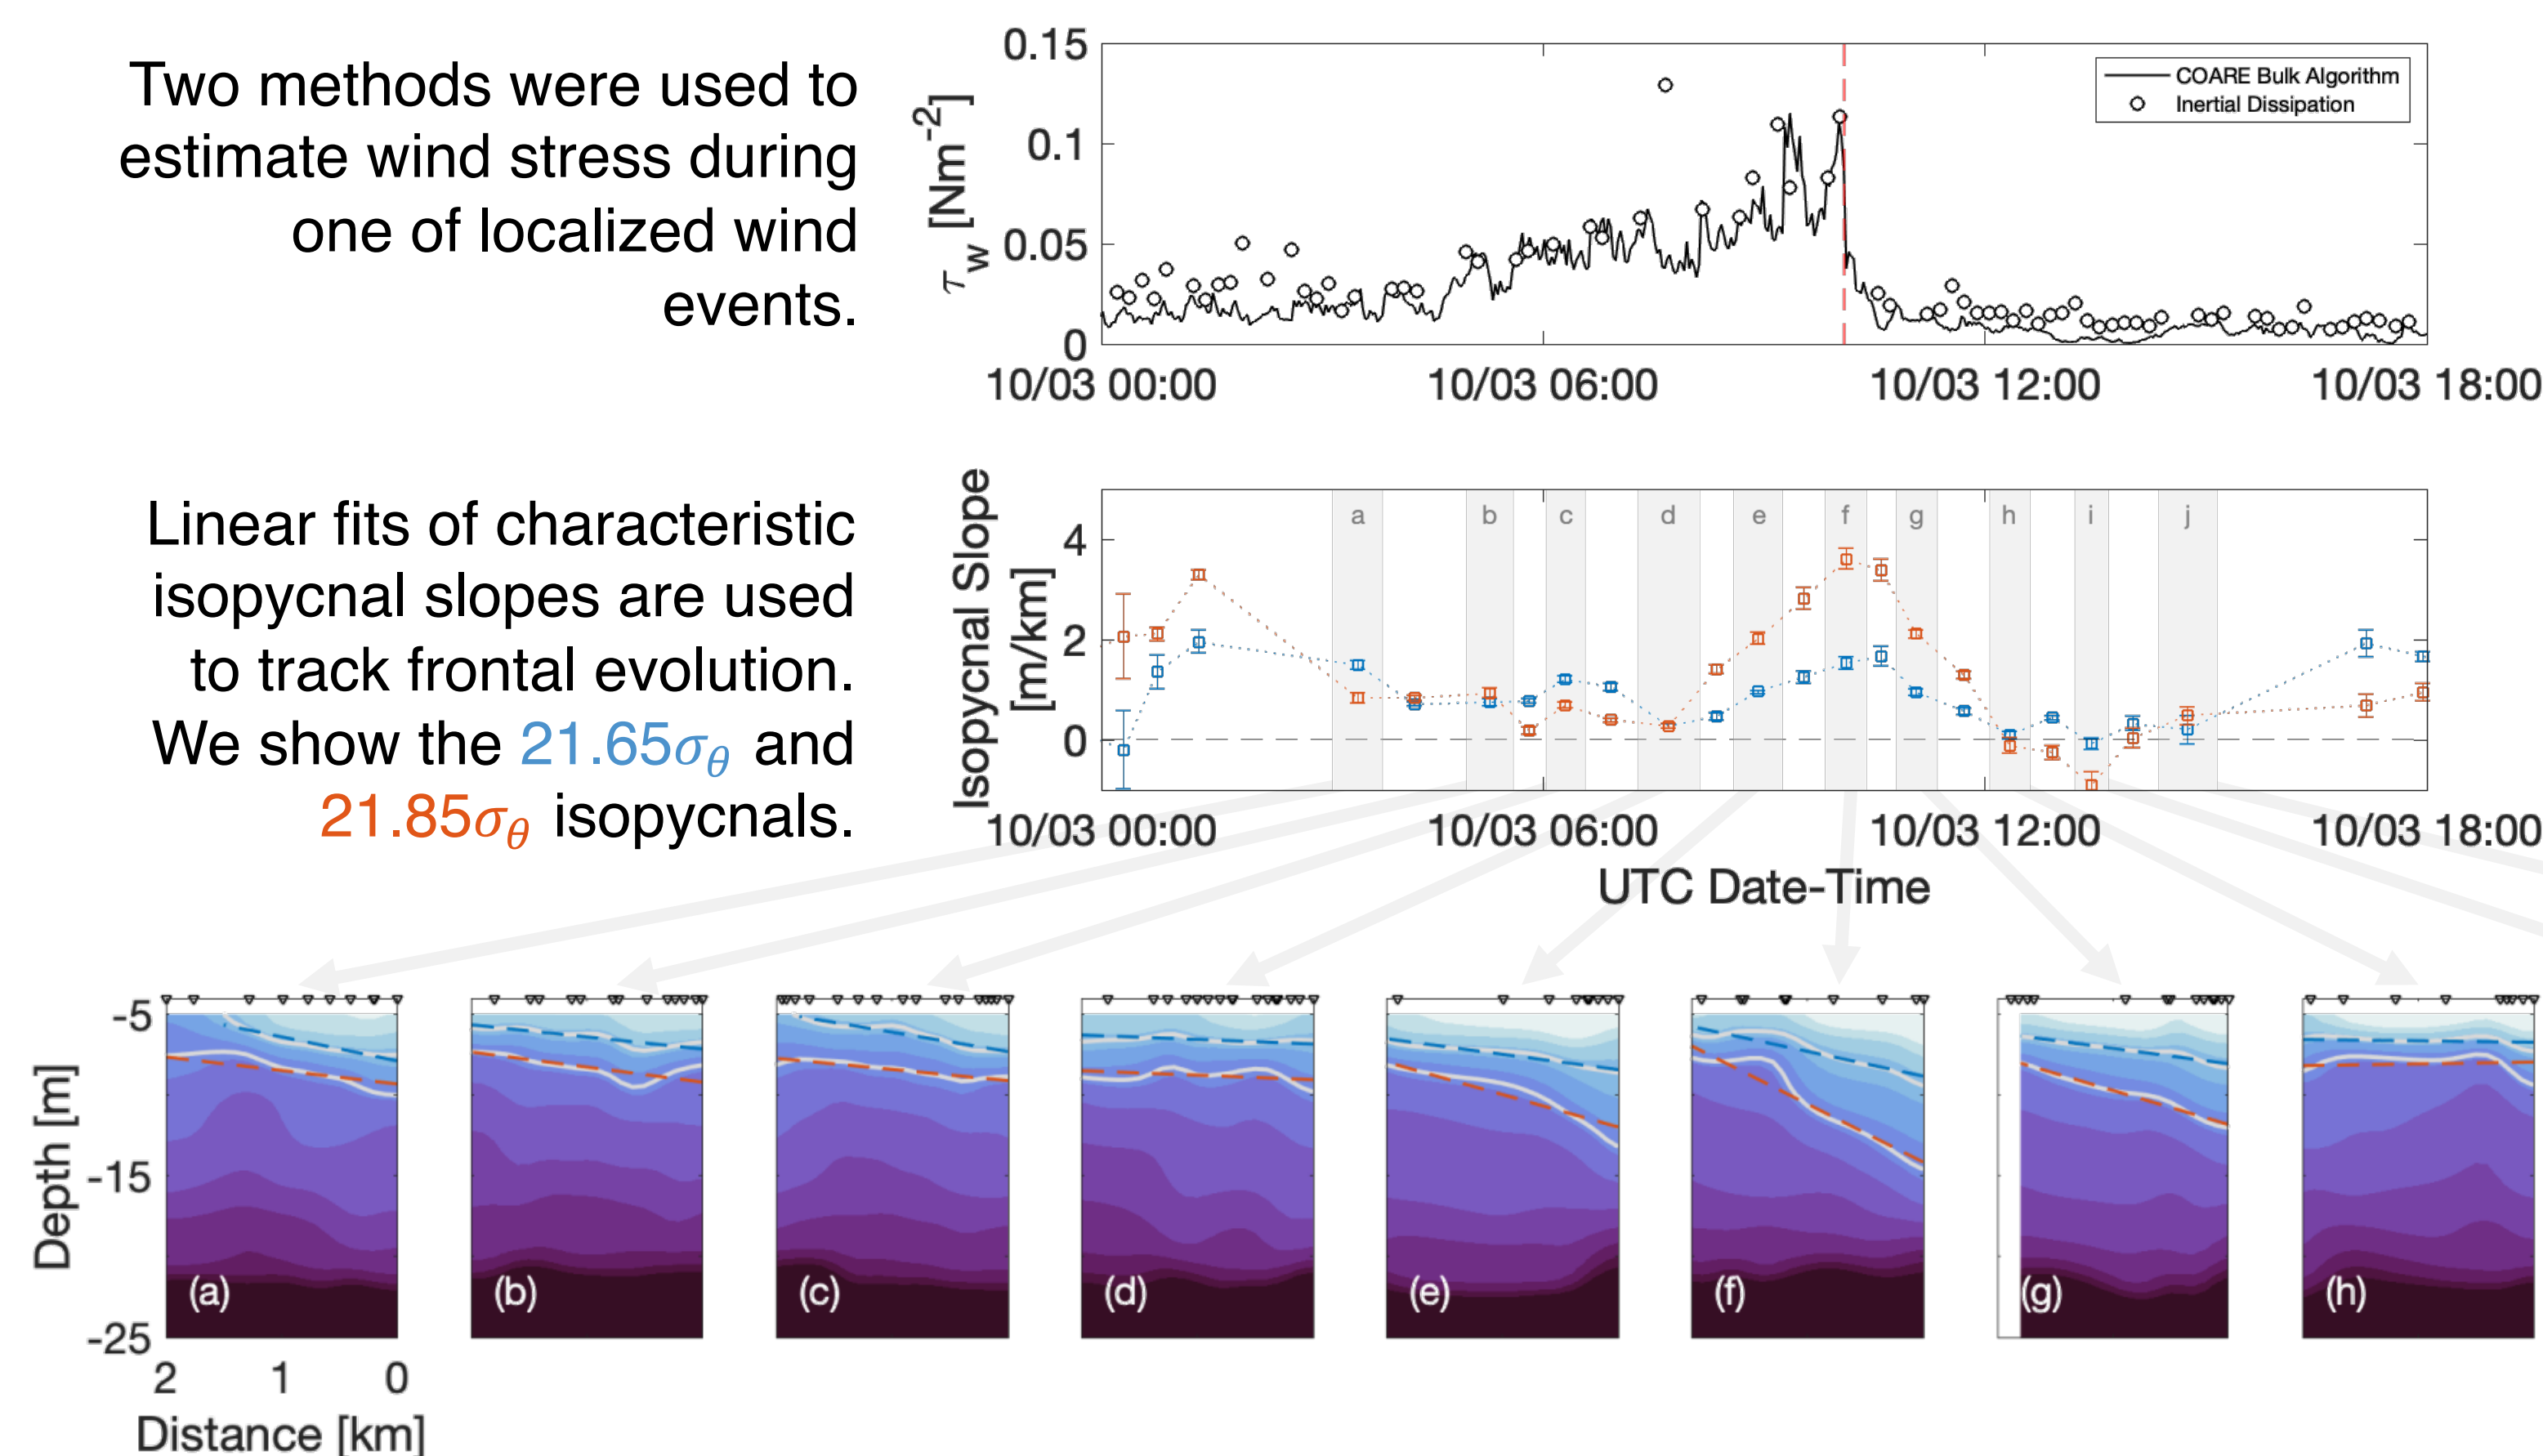 Two methods were used to
estimate wind stress during
one of localized wind
events.
0.15
0.1
0.05
0
τw [Nm-2]
COARE Bulk Algorithm
Inertial Dissipation
10/03 00:00
10/03 06:00
10/03 12:00
10/03 18:00
Linear fits of characteristic
isopycnal slopes are used
to track frontal evolution.
We show the 21.65σθ and
21.85σθ isopycnals.
Isopycnal Slope
[m/km]
4
2
0
a
b
c
d
e
f
g
h
i
j
10/03 00:00
10/03 06:00
10/03 12:00
10/03 18:00
UTC Date-Time
Depth [m]
-5
-15
-25
(a)
(b)
(c)
(d)
(e)
(f)
(g)
(h)
2
1
0
Distance [km]